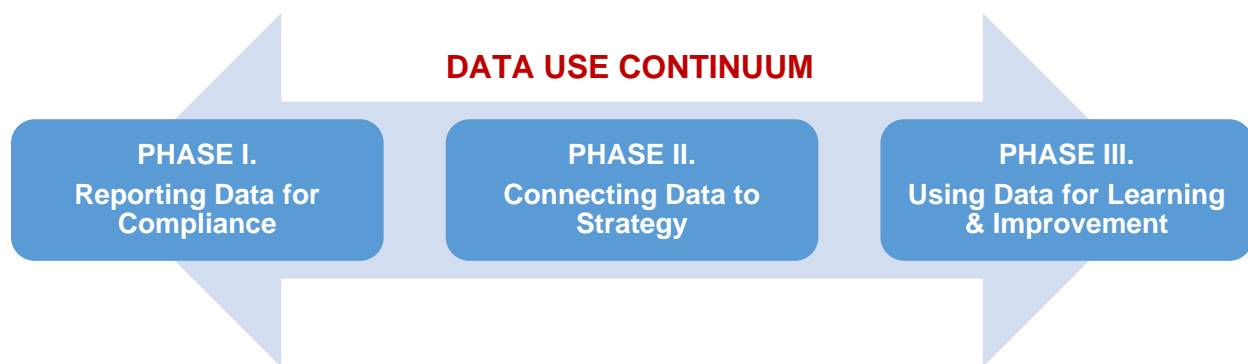 DATA USE CONTINUUM
PHASE I.
Reporting Data for
Compliance
PHASE II.
Connecting Data to
Strategy
PHASE III.
Using Data for Learning
& Improvement